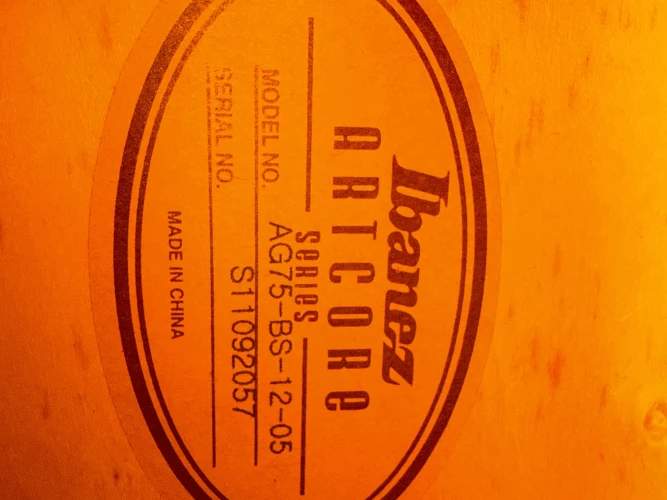 Ibanez
ARTCORE
SERIES
MODEL NO. AG75-BS-12-05
SERIAL NO. S11092057
MADE IN CHINA